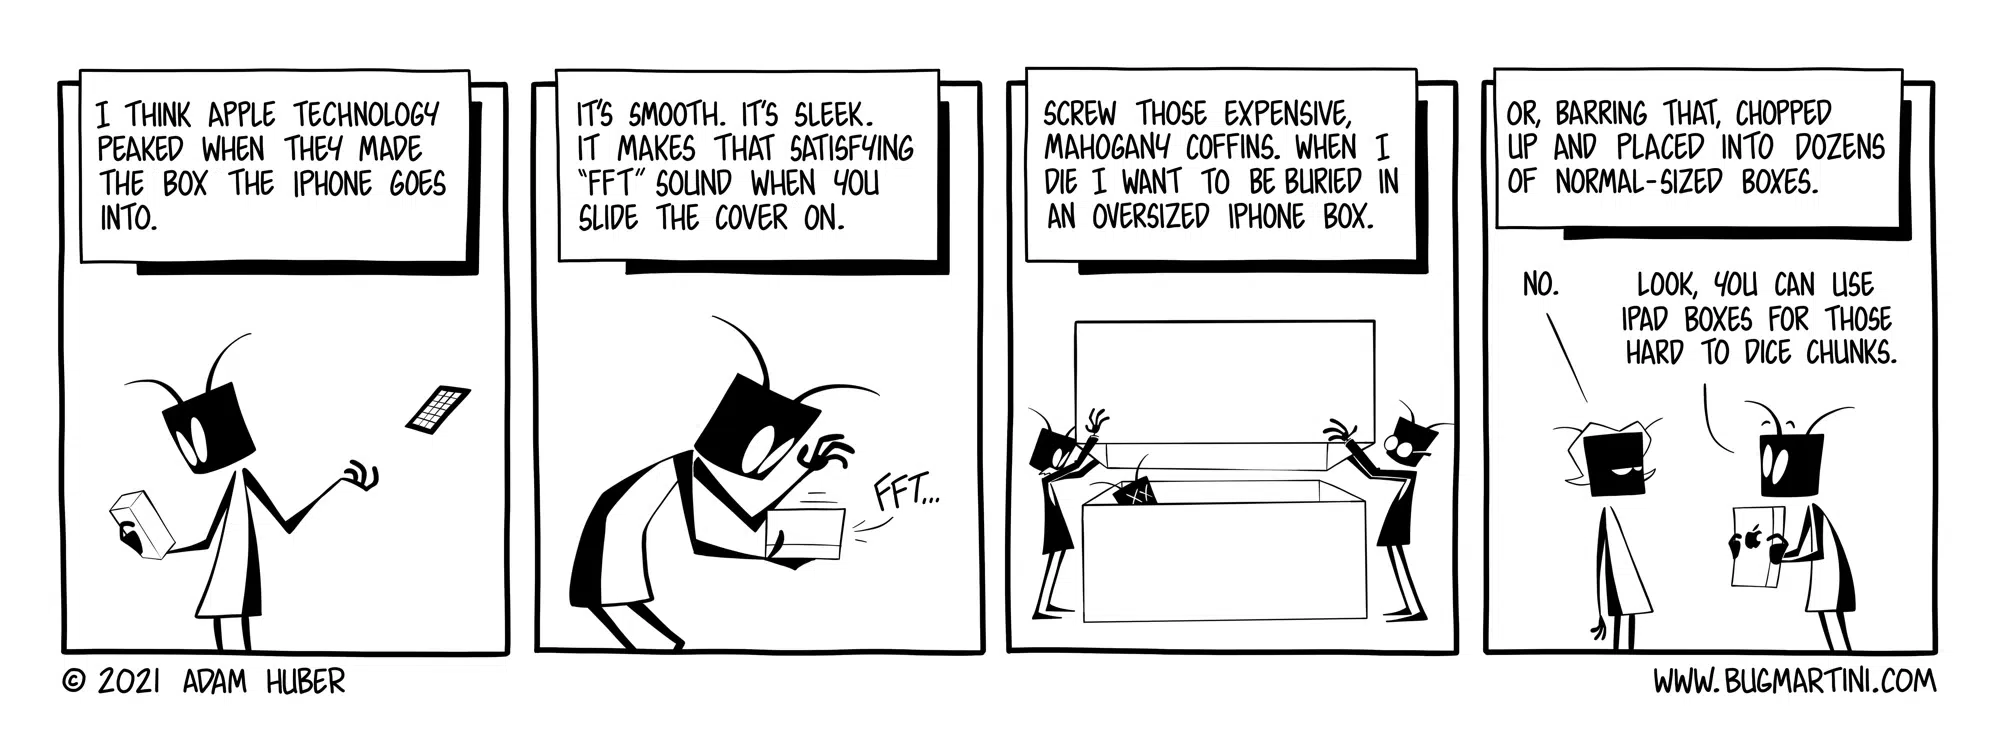 I THINK APPLE TECHNOLOGY
PEAKED WHEN THEY MADE
THE BOX THE IPHONE GOES
INTO.
IT'S SMOOTH. IT'S SLEEK.
IT MAKES THAT SATISFYING
"FFT" SOUND WHEN YOU
SLIDE THE COVER ON.
FFT...
SCREW THOSE EXPENSIVE,
MAHOGANY COFFINS. WHEN I
DIE I WANT TO BE BURIED IN
AN OVERSIZED IPHONE BOX.
OR, BARRING THAT, CHOPPED
UP AND PLACED INTO DOZENS
OF NORMAL-SIZED BOXES.
NO.
LOOK, YOU CAN USE
IPAD BOXES FOR THOSE
HARD TO DICE CHUNKS.
© 2021 ADAM HUBER
WWW.BUGMARTINI.COM